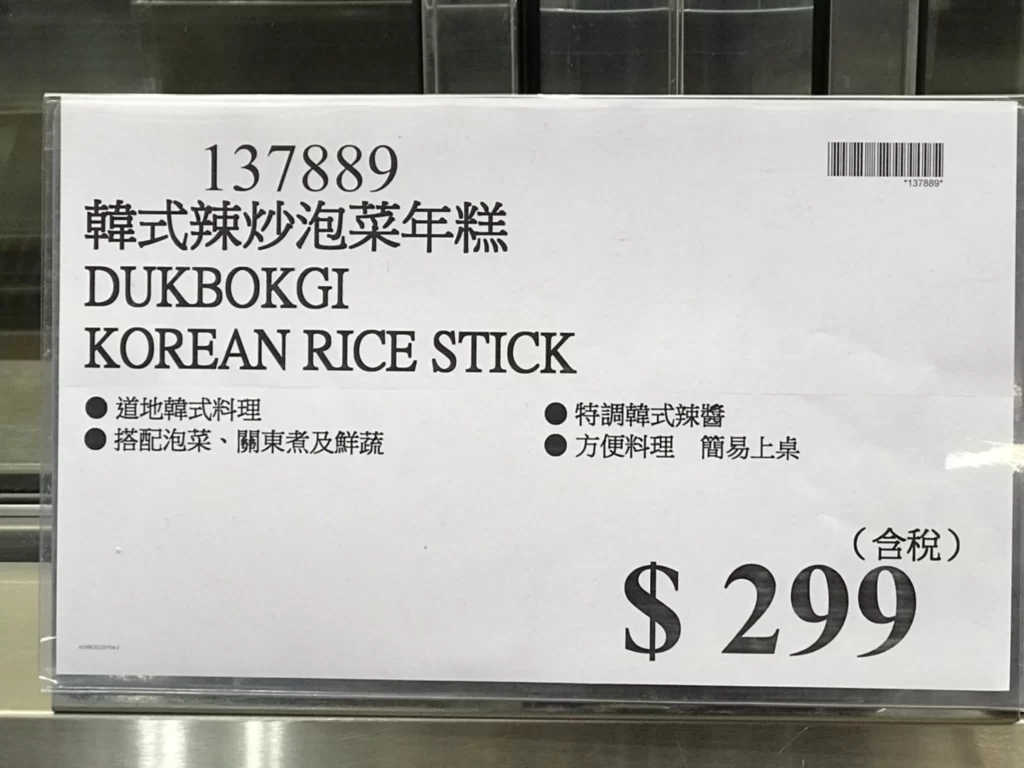 137889
*137889*
韓式辣炒泡菜年糕
DUKBOKGI
KOREAN RICE STICK
● 道地韓式料理
● 搭配泡菜、關東煮及鮮蔬
● 特調韓式辣醬
● 方便料理 簡易上桌
（含稅）
$ 299